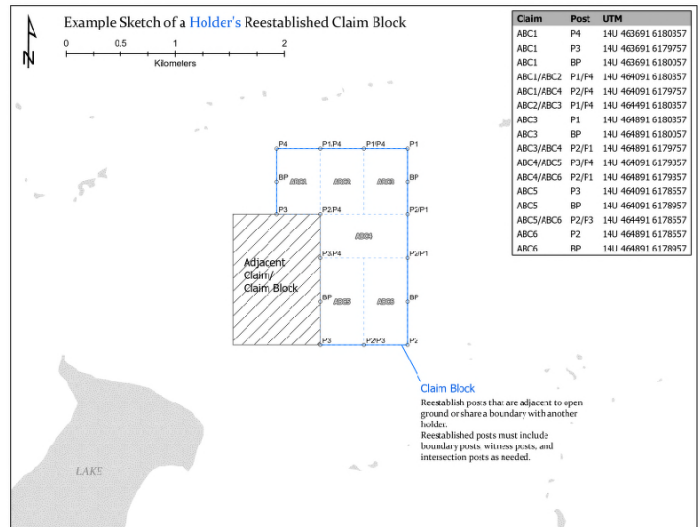 Example Sketch of a Holder's Reestablished Claim Block
N
0 0.5 1 2
Kilometers
Claim Post UTM
ABC1 P4 14U 463691 6180357
ABC1 P3 14U 463691 6179757
ABC1 BP 14U 463691 6180057
ABC1/ABC2 P1/P4 14U 464091 6180357
ABC1/ABC4 P2/P4 14U 464091 6179757
ABC2/ABC3 P1/P4 14U 464491 6180357
ABC3 P1 14U 464891 6180357
ABC3 BP 14U 464891 6180057
ABC3/ABC4 P2/P1 14U 464891 6179757
ABC4/ABC5 P3/P4 14U 464091 6179357
ABC4/ABC6 P2/P1 14U 464891 6179357
ABC5 P3 14U 464091 6178557
ABC5 BP 14U 464091 6178957
ABC5/ABC6 P2/P3 14U 464491 6178557
ABC6 P2 14U 464891 6178557
ABC6 BP 14U 464891 6178957
P4 P1/P4 P1/P4 P1
BP ABC1 ABC2 ABC3 BP
P3 P2/P4 P2/P1
ABC4
P3/P4 P2/P1
Adjacent
Claim/
Claim Block
BP ABC5 ABC6 BP
P3 P2/P3 P2
Claim Block
Reestablish posts that are adjacent to open
ground or share a boundary with another
holder.
Reestablished posts must include
boundary posts, witness posts, and
intersection posts as needed.
LAKE